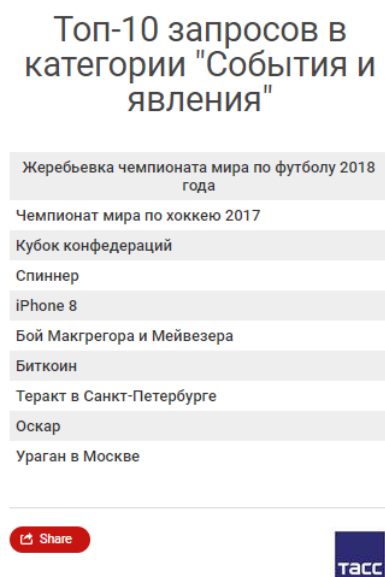 Топ-10 запросов в
категории "События и
явления"
Жеребьевка чемпионата мира по футболу 2018
года
Чемпионат мира по хоккею 2017
Кубок конфедераций
Спиннер
iPhone 8
Бой Макгрегора и Мейвезера
Биткоин
Теракт в Санкт-Петербурге
Оскар
Ураган в Москве
Share
ТАСС